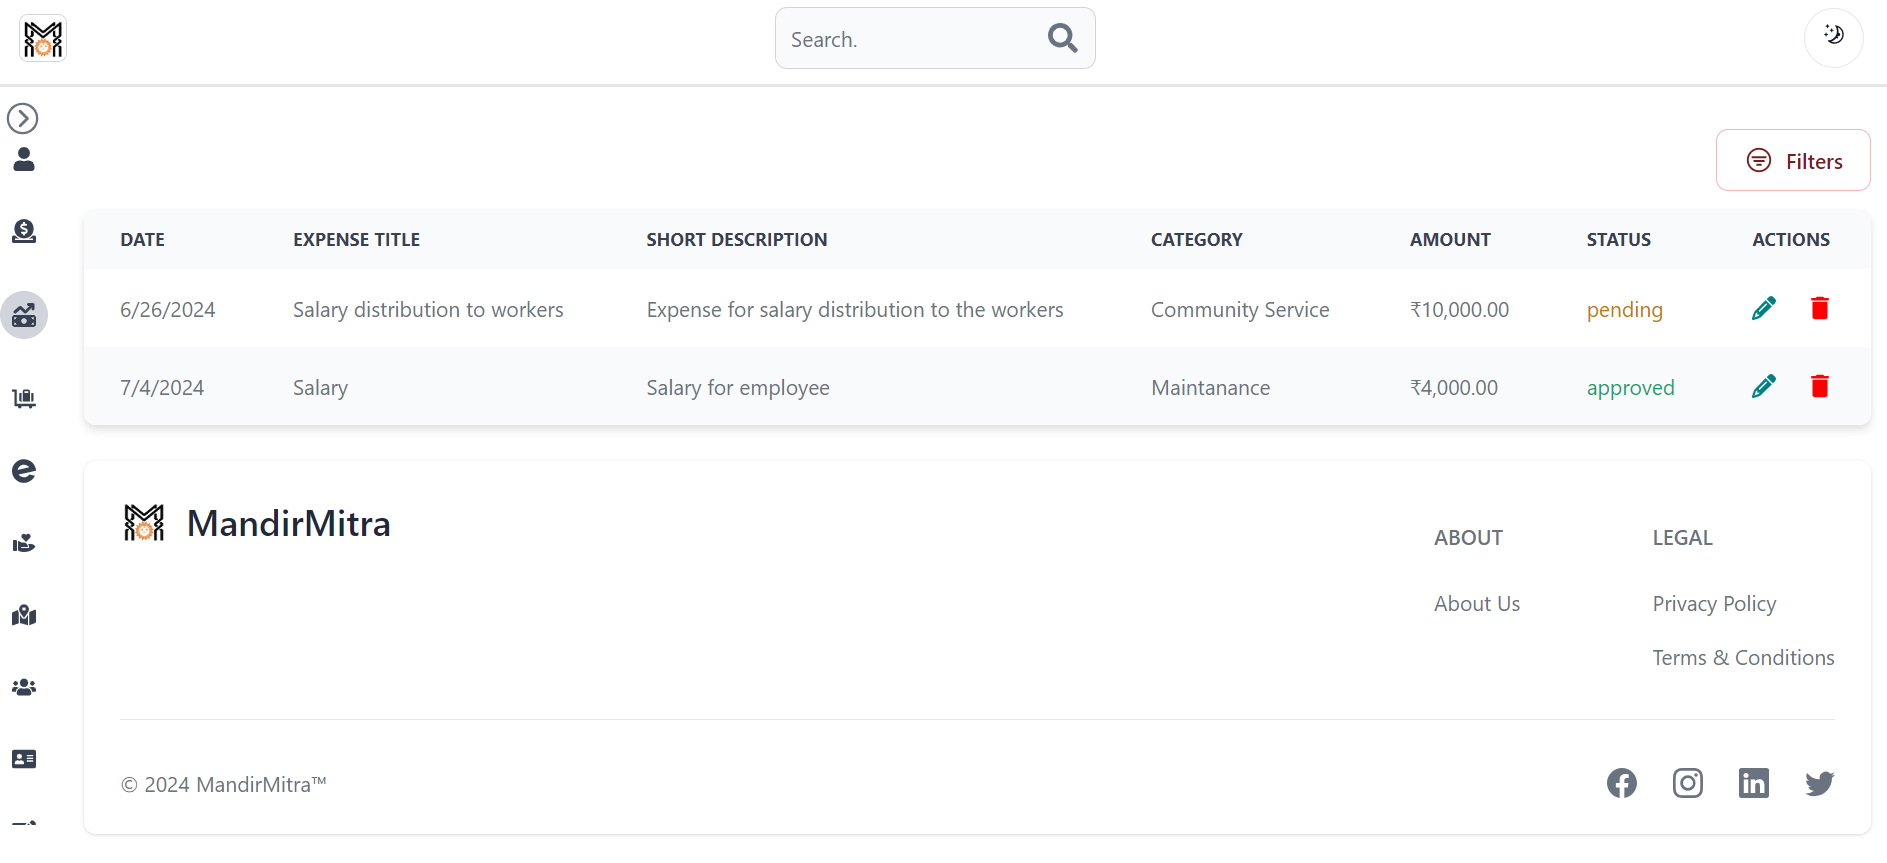 Search.
Filters
DATE EXPENSE TITLE SHORT DESCRIPTION CATEGORY AMOUNT STATUS ACTIONS
6/26/2024 Salary distribution to workers Expense for salary distribution to the workers Community Service ₹10,000.00 pending
7/4/2024 Salary Salary for employee Maintanance ₹4,000.00 approved
MandirMitra
ABOUT LEGAL
About Us Privacy Policy
Terms & Conditions
© 2024 MandirMitra™